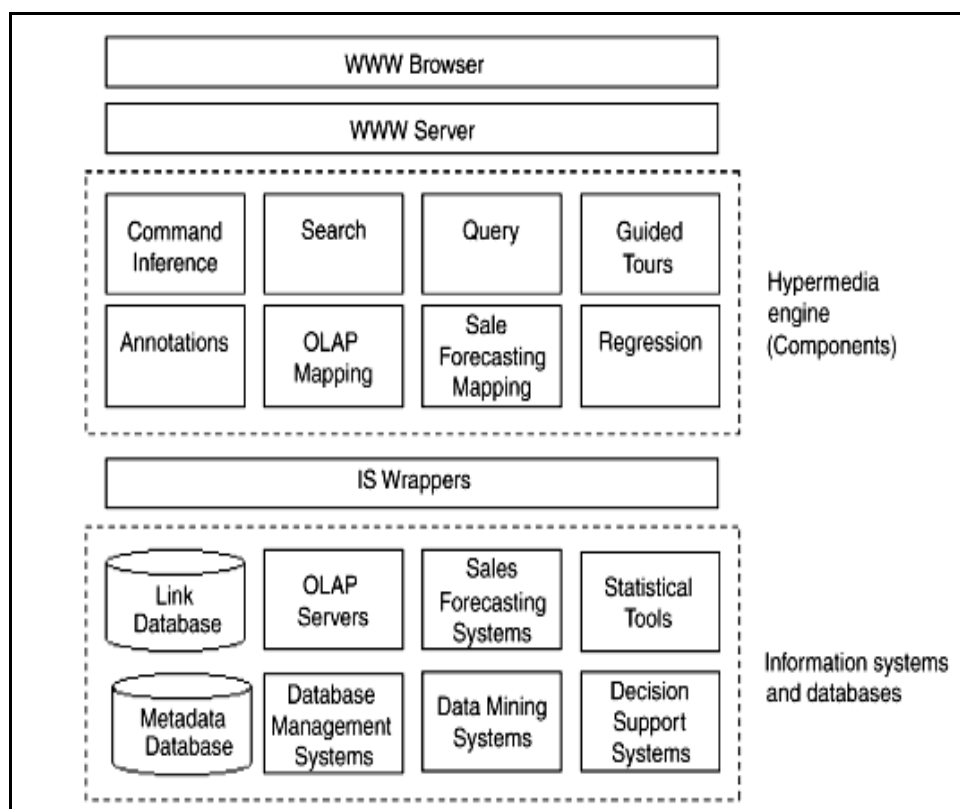 WWW Browser
WWW Server
Command
Inference
Search
Query
Guided
Tours
Annotations
OLAP
Mapping
Sale
Forecasting
Mapping
Regression
Hypermedia
engine
(Components)
IS Wrappers
Link
Database
OLAP
Servers
Sales
Forecasting
Systems
Statistical
Tools
Metadata
Database
Database
Management
Systems
Data Mining
Systems
Decision
Support
Systems
Information systems
and databases